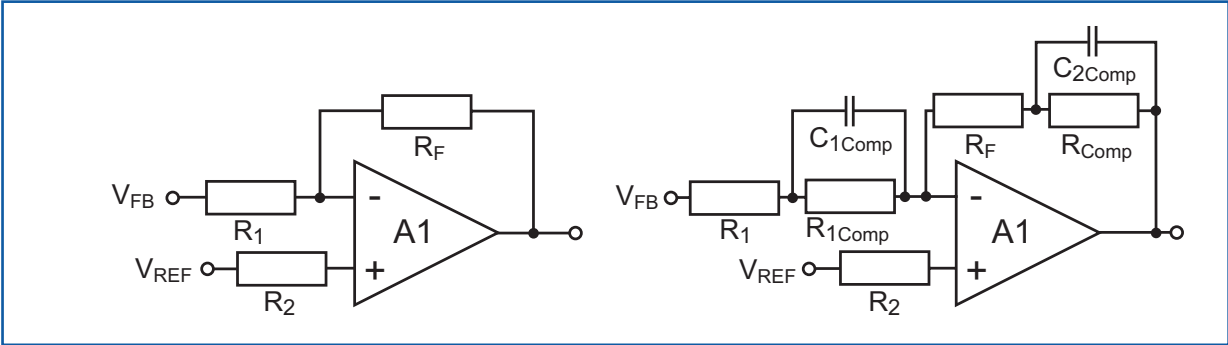 R_F
V_FB
R_1
A1
-
+
V_REF
R_2
C_2Comp
R_F
R_Comp
C_1Comp
V_FB
R_1
R_1Comp
A1
-
+
V_REF
R_2